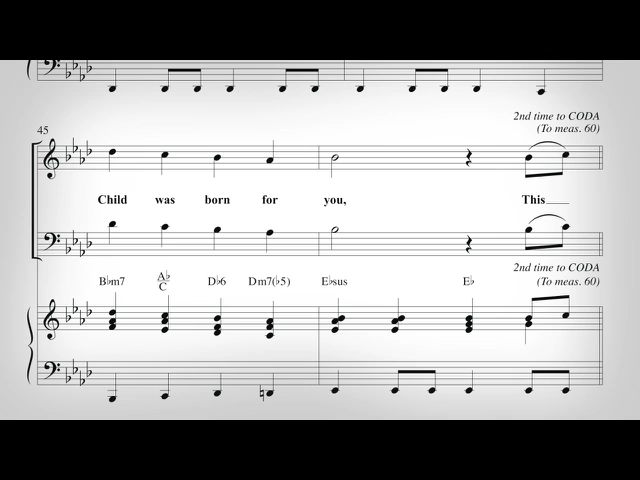 2nd time to CODA
(To meas. 60)
45
Child was born for you, This
2nd time to CODA
(To meas. 60)
B♭m7 A♭/C D♭6 Dm7(♭5) E♭sus E♭